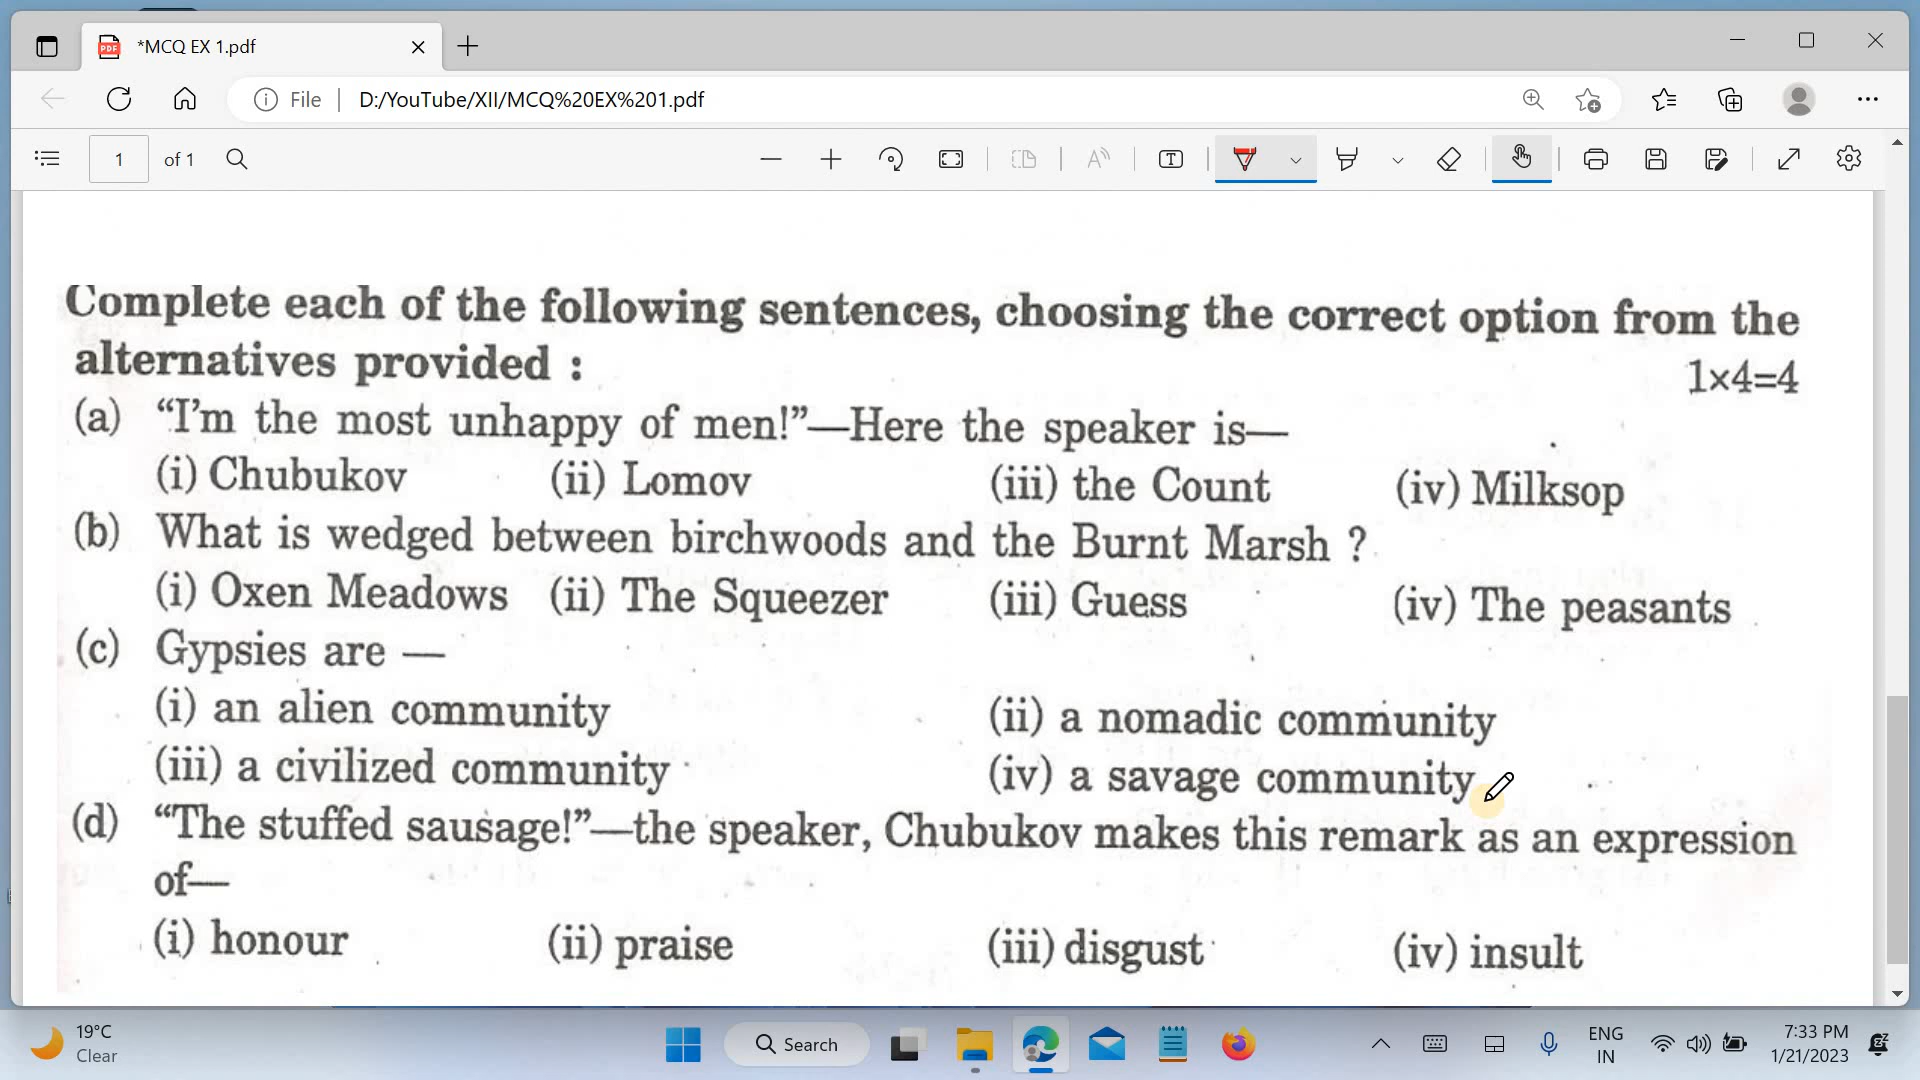 *MCQ EX 1.pdf
File
D:/YouTube/XII/MCQ%20EX%201.pdf
1 of 1
Complete each of the following sentences, choosing the correct option from the
alternatives provided :
1×4=4
(a) “I’m the most unhappy of men!”—Here the speaker is—
(i) Chubukov (ii) Lomov (iii) the Count (iv) Milksop
(b) What is wedged between birchwoods and the Burnt Marsh ?
(i) Oxen Meadows (ii) The Squeezer (iii) Guess (iv) The peasants
(c) Gypsies are —
(i) an alien community (ii) a nomadic community
(iii) a civilized community (iv) a savage community
(d) “The stuffed sausage!”—the speaker, Chubukov makes this remark as an expression
of—
(i) honour (ii) praise (iii) disgust (iv) insult
19°C
Clear
Search
ENG
IN
7:33 PM
1/21/2023